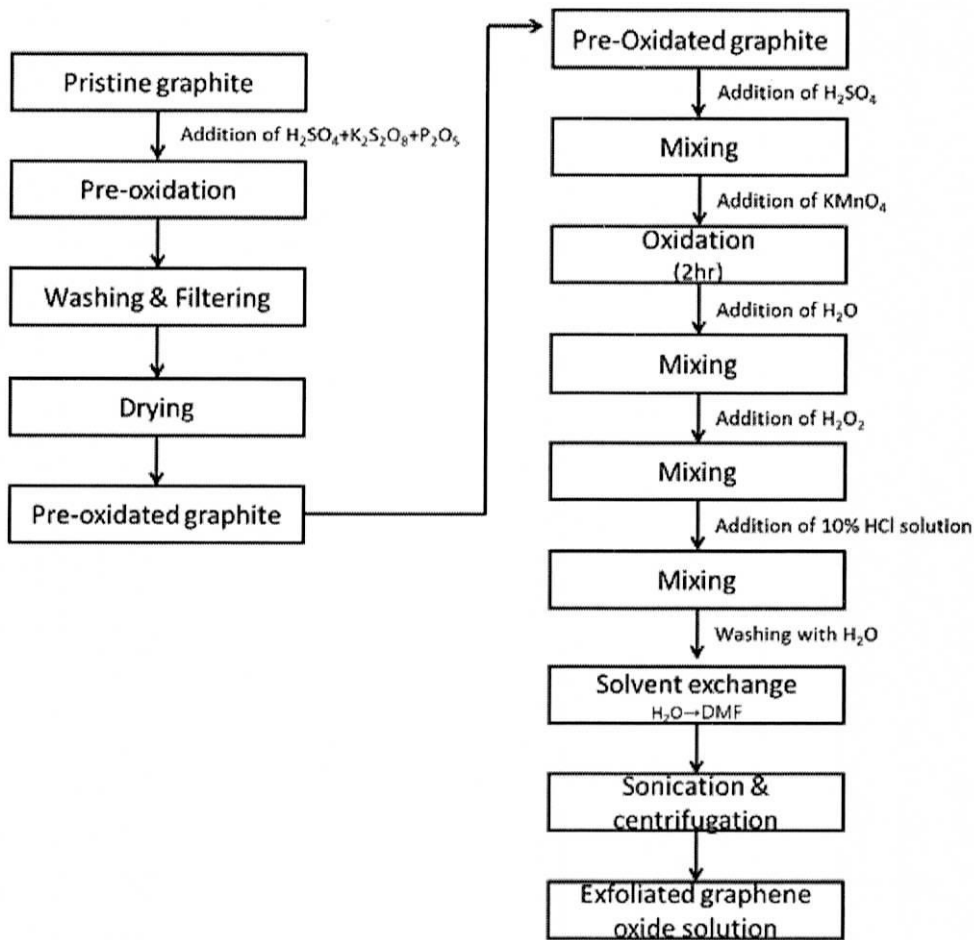 Pristine graphite
Addition of H₂SO₄+K₂S₂O₈+P₂O₅
Pre-oxidation
Washing & Filtering
Drying
Pre-oxidated graphite
Pre-Oxidated graphite
Addition of H₂SO₄
Mixing
Addition of KMnO₄
Oxidation
(2hr)
Addition of H₂O
Mixing
Addition of H₂O₂
Mixing
Addition of 10% HCl solution
Mixing
Washing with H₂O
Solvent exchange
H₂O→DMF
Sonication &
centrifugation
Exfoliated graphene
oxide solution